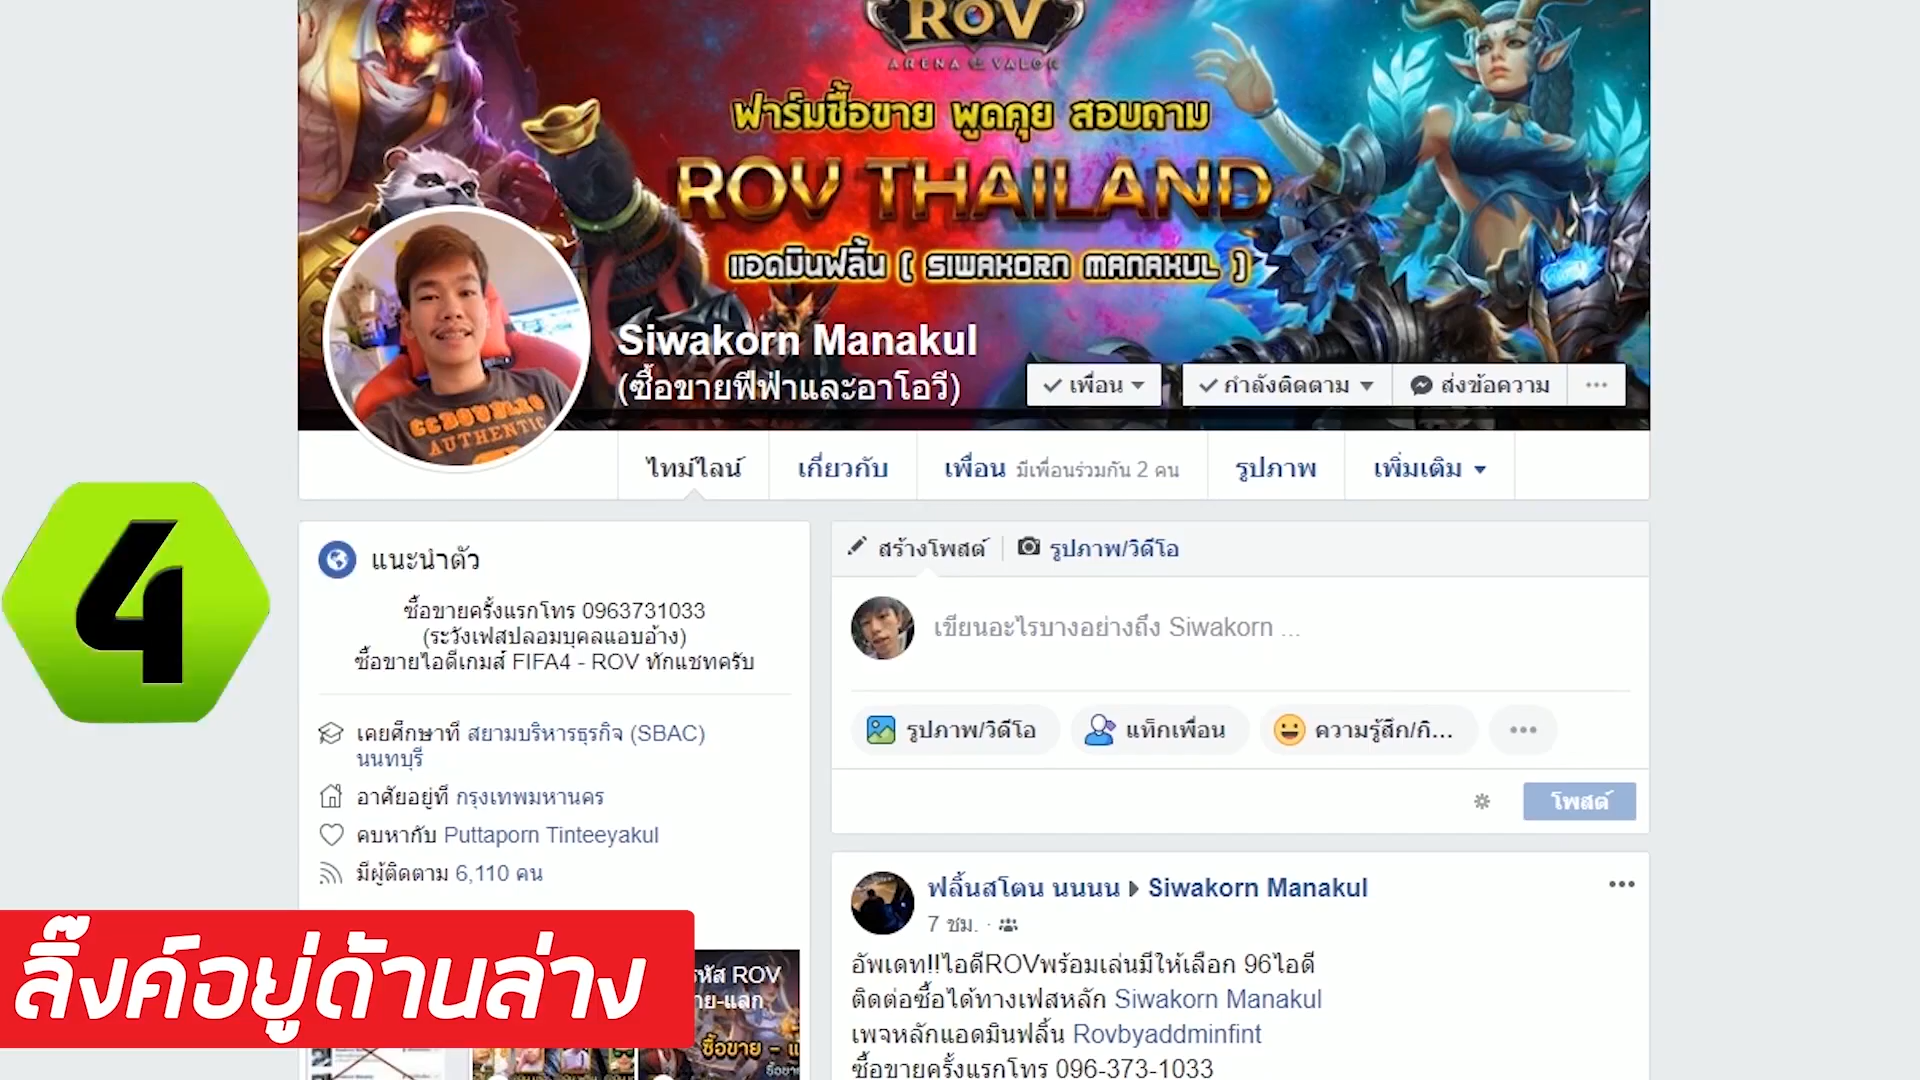 ROV
ARENA OF VALOR
ฟาร์มซื้อขาย พูดคุย สอบถาม
ROV THAILAND
แอดมินฟลิ้น ( SIWAKORN MANAKUL )
Siwakorn Manakul
(ซื้อขายฟีฟ่าและอาโอวี)
เพื่อน
กำลังติดตาม
ส่งข้อความ
CCDOUBLEO
AUTHENTIC
ไทม์ไลน์
เกี่ยวกับ
เพื่อน มีเพื่อนร่วมกัน 2 คน
รูปภาพ
เพิ่มเติม
4
แนะนำตัว
ซื้อขายครั้งแรกโทร 0963731033
(ระวังเฟสปลอมบุคลแอบอ้าง)
ซื้อขายไอดีเกมส์ FIFA4 - ROV ทักแชทครับ
เคยศึกษาที่ สยามบริหารธุรกิจ (SBAC)
นนทบุรี
อาศัยอยู่ที่ กรุงเทพมหานคร
คบหากับ Puttaporn Tinteeyakul
มีผู้ติดตาม 6,110 คน
ลิ๊งค์อยู่ด้านล่าง
หัส ROV
าย-แลก
ซื้อขาย - แ
สร้างโพสต์
รูปภาพ/วิดีโอ
เขียนอะไรบางอย่างถึง Siwakorn ...
รูปภาพ/วิดีโอ
แท็กเพื่อน
ความรู้สึก/กิ...
โพสต์
ฟลิ้นสโตน นนนน Siwakorn Manakul
7 ชม. ·
อัพเดท!!ไอดีROVพร้อมเล่นมีให้เลือก 96ไอดี
ติดต่อซื้อได้ทางเฟสหลัก Siwakorn Manakul
เพจหลักแอดมินฟลิ้น Rovbyaddminfint
ซื้อขายครั้งแรกโทร 096-373-1033